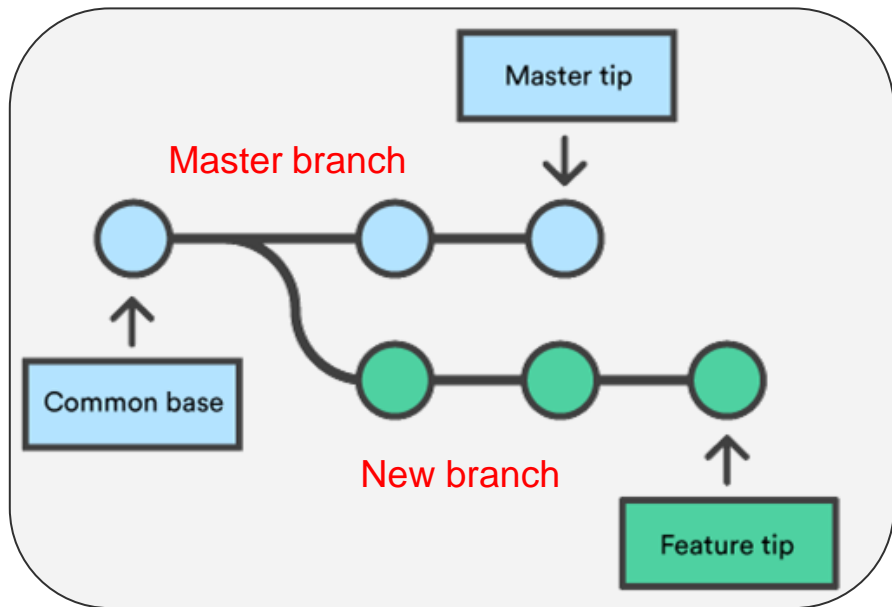 Master tip
Master branch
Common base
New branch
Feature tip